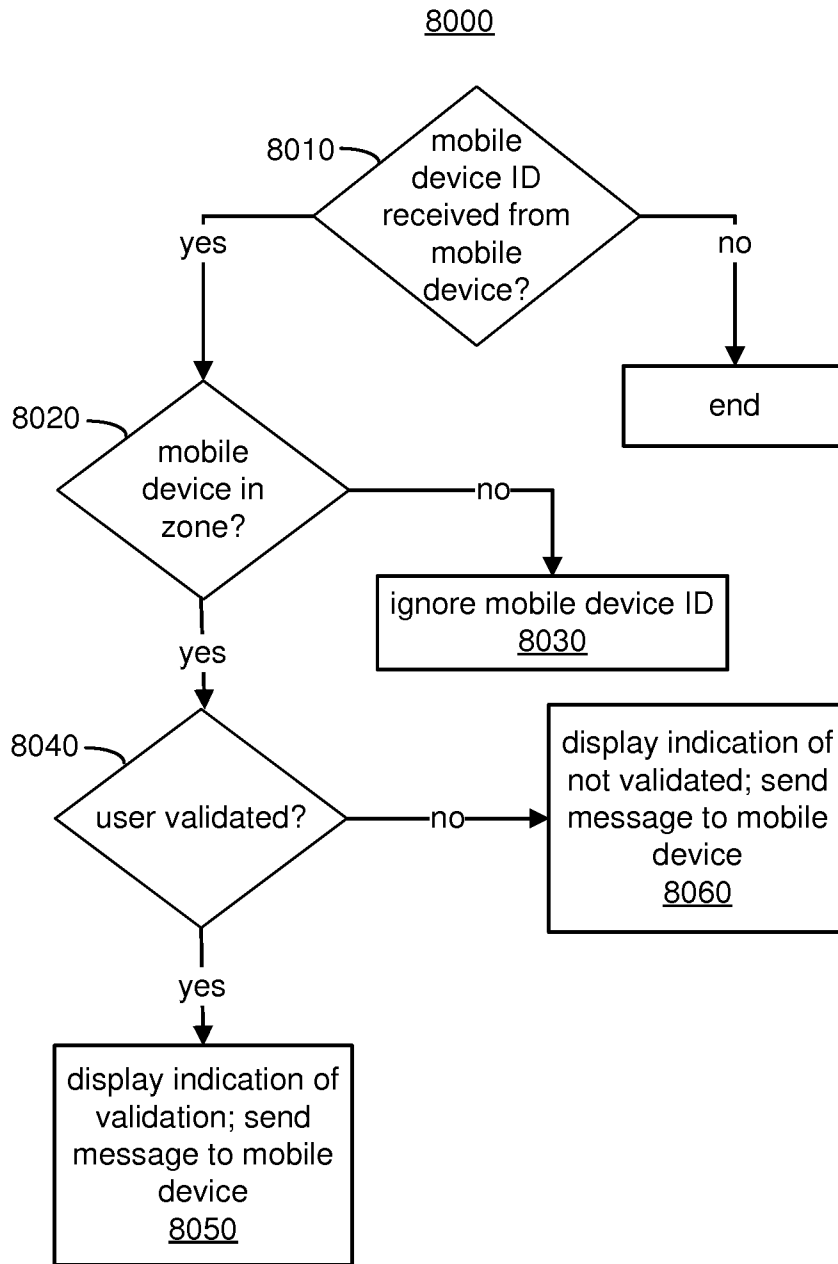 8000
8010
mobile
device ID
received from
mobile
device?
yes
no
end
8020
mobile
device in
zone?
no
ignore mobile device ID
8030
yes
8040
user validated?
no
display indication of
not validated; send
message to mobile
device
8060
yes
display indication of
validation; send
message to mobile
device
8050